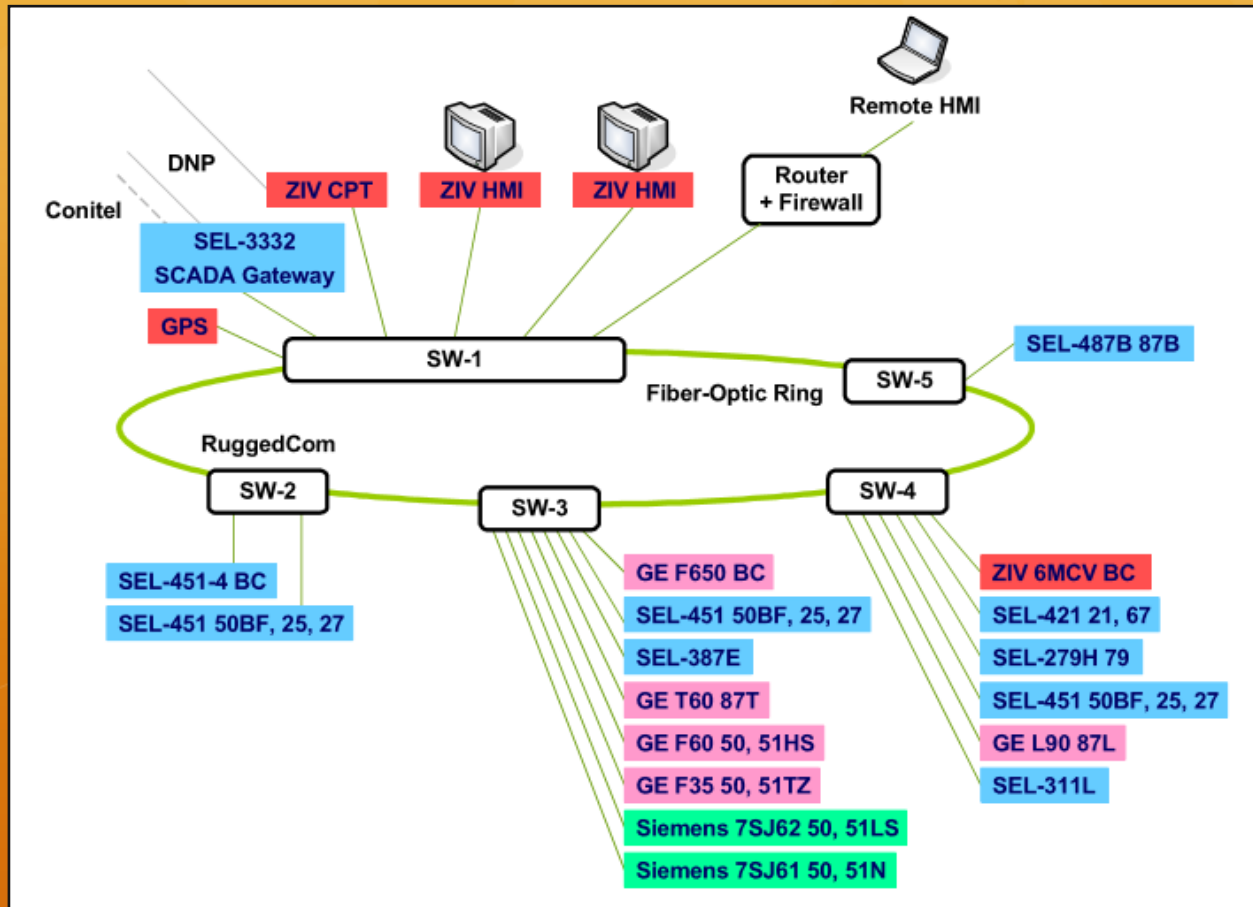 Remote HMI
DNP
Conitel
ZIV CPT
ZIV HMI
ZIV HMI
Router
+ Firewall
SEL-3332
SCADA Gateway
GPS
SW-1
SEL-487B 87B
SW-5
Fiber-Optic Ring
RuggedCom
SW-2
SW-3
SW-4
SEL-451-4 BC
SEL-451 50BF, 25, 27
GE F650 BC
SEL-451 50BF, 25, 27
SEL-387E
GE T60 87T
GE F60 50, 51HS
GE F35 50, 51TZ
Siemens 7SJ62 50, 51LS
Siemens 7SJ61 50, 51N
ZIV 6MCV BC
SEL-421 21, 67
SEL-279H 79
SEL-451 50BF, 25, 27
GE L90 87L
SEL-311L